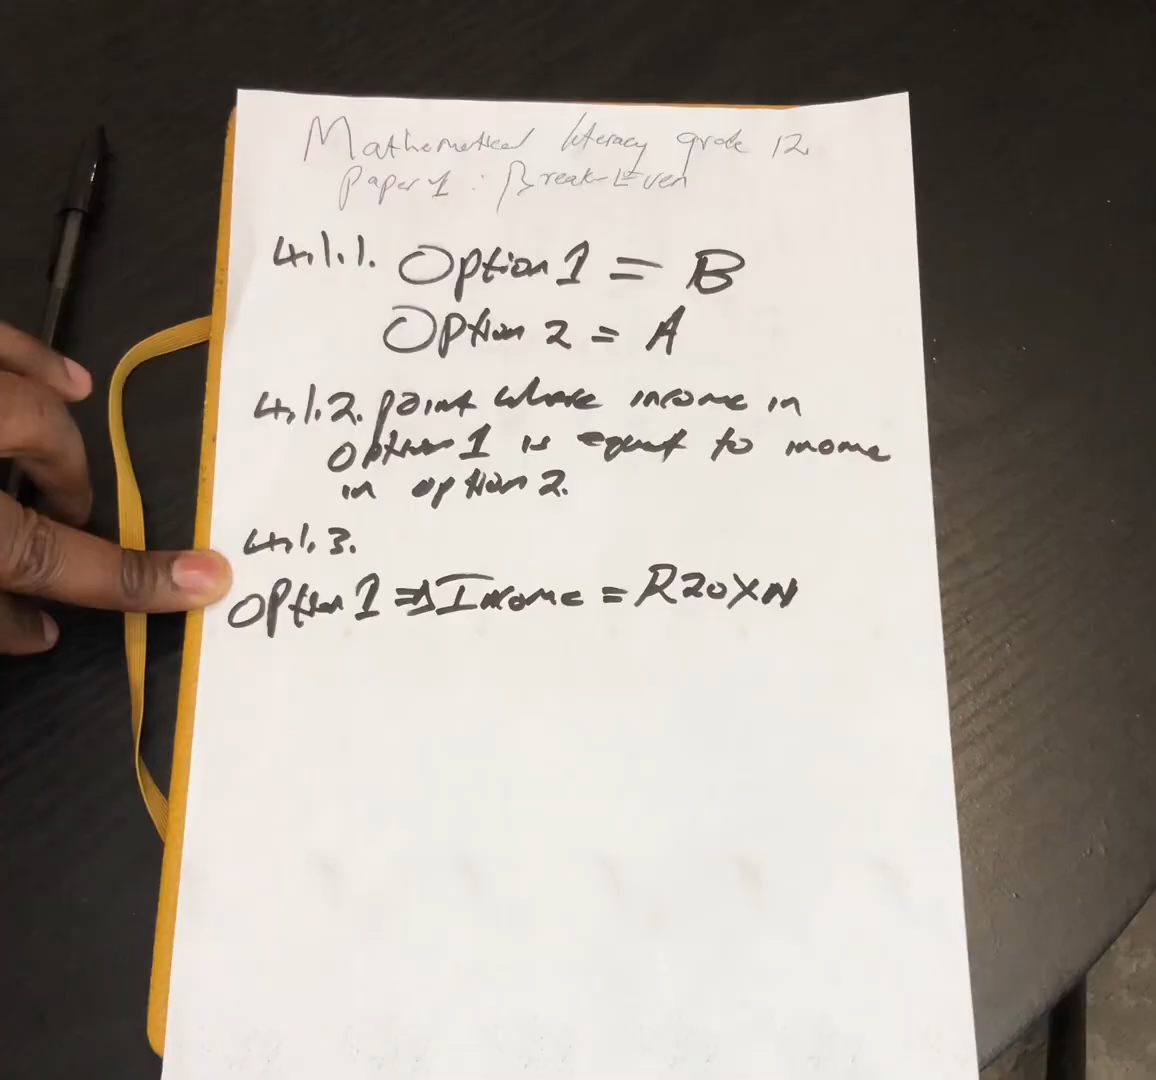 Mathematical literacy grade 12
Paper 1 : Break-Even
4.1.1. Option 1 = B
Option 2 = A
4.1.2. point where income in
option 1 is equal to income
in option 2.
4.1.3.
Option 1 ⇒ Income = R20 × N